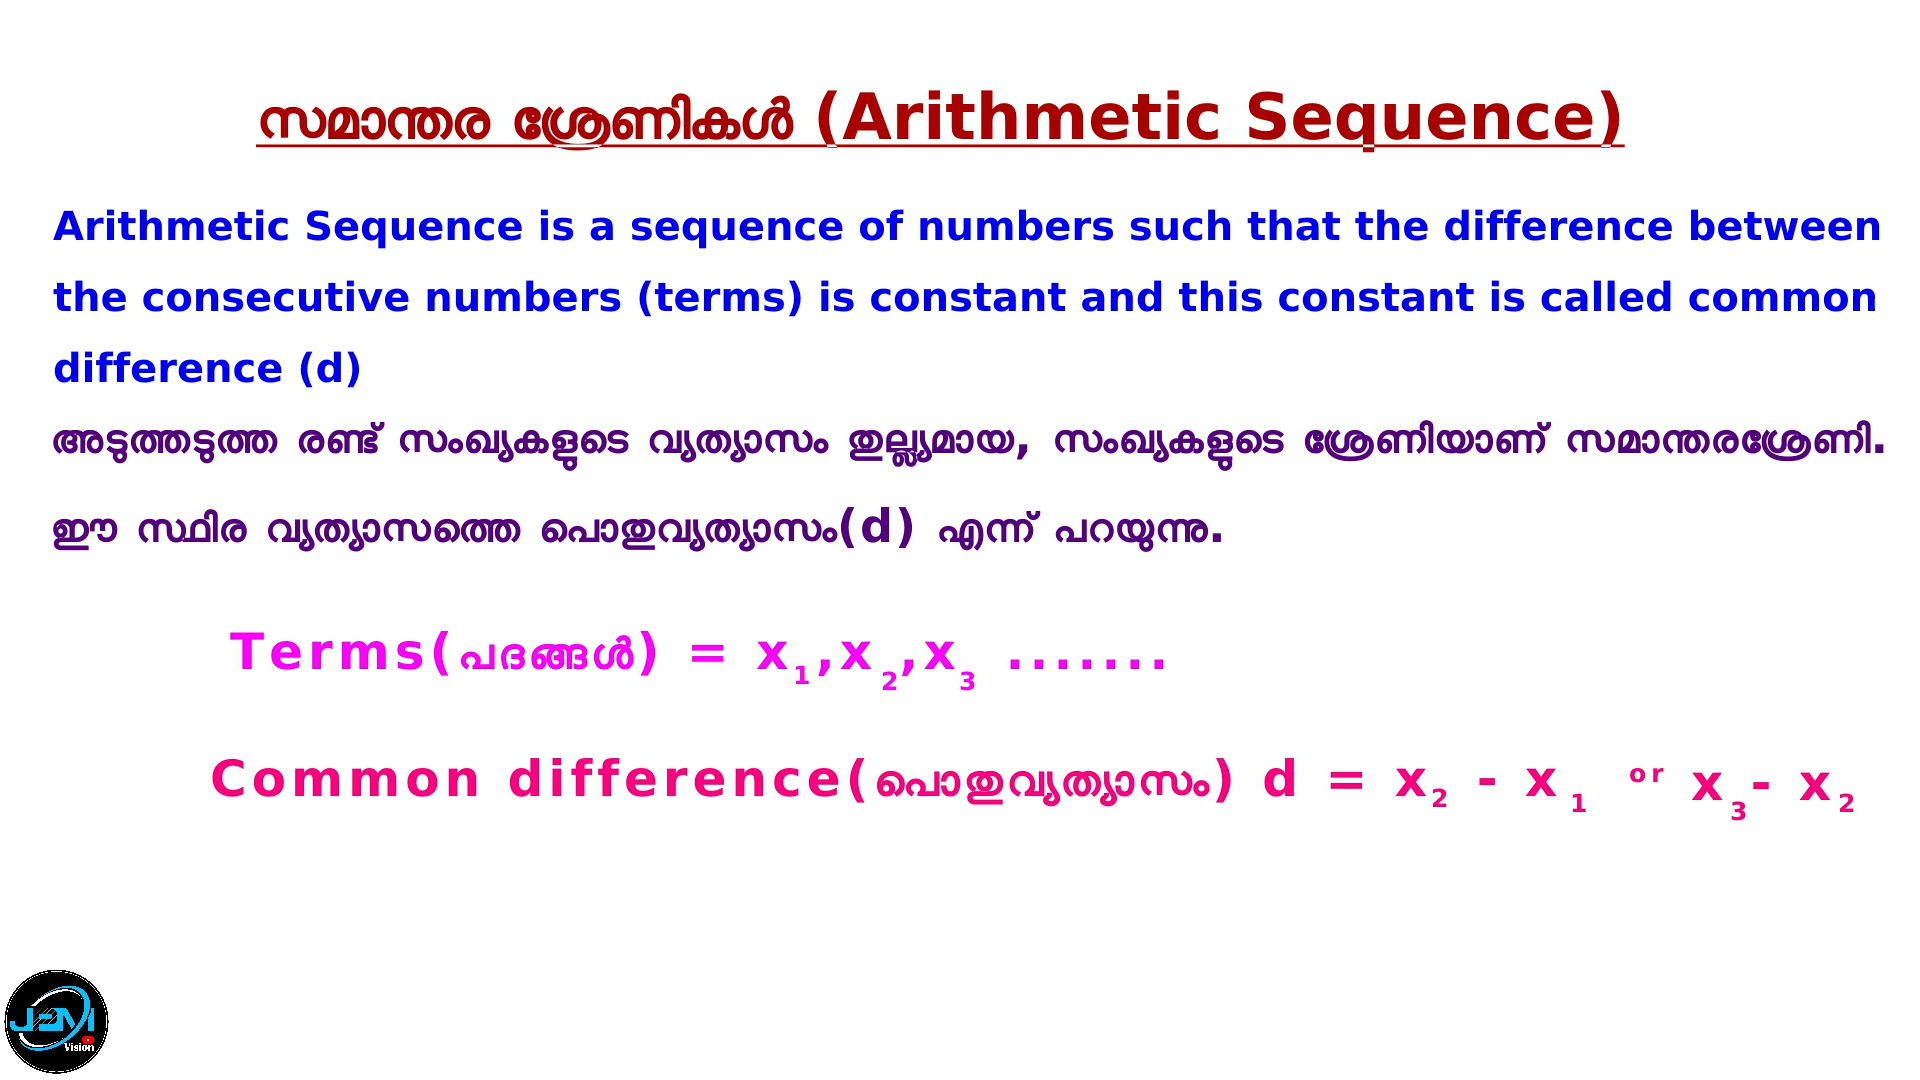 സമാന്തര ശ്രേണികൾ (Arithmetic Sequence)
Arithmetic Sequence is a sequence of numbers such that the difference between
the consecutive numbers (terms) is constant and this constant is called common
difference (d)
അടുത്തടുത്ത രണ്ട് സംഖ്യകളുടെ വ്യത്യാസം തുല്ല്യമായ, സംഖ്യകളുടെ ശ്രേണിയാണ് സമാന്തരശ്രേണി.
ഈ സ്ഥിര വ്യത്യാസത്തെ പൊതുവ്യത്യാസം(d) എന്ന് പറയുന്നു.
Terms(പദങ്ങൾ) = x₁,x₂,x₃ .......
Common difference(പൊതുവ്യത്യാസം) d = x₂ - x₁ or x₃- x₂
JEM
Vision